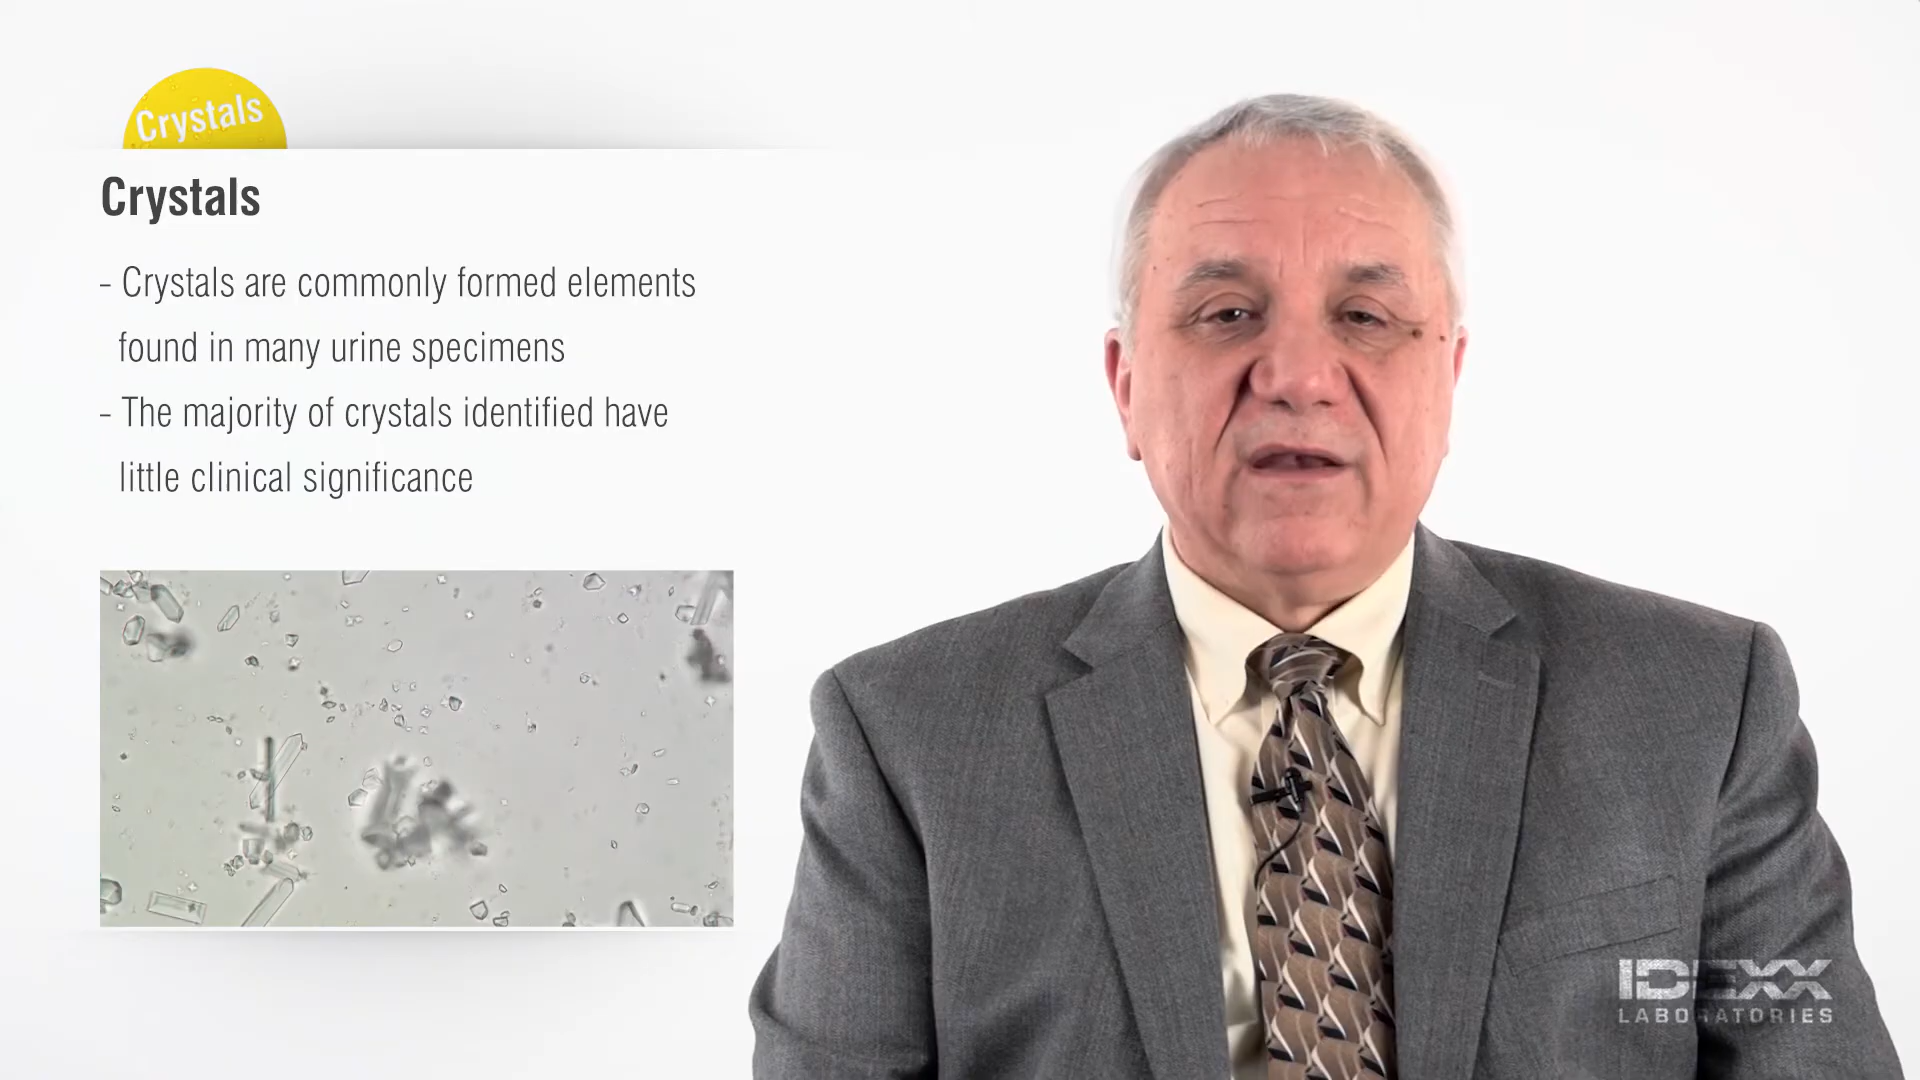 Crystals
Crystals
- Crystals are commonly formed elements
found in many urine specimens
- The majority of crystals identified have
little clinical significance
IDEXX
LABORATORIES